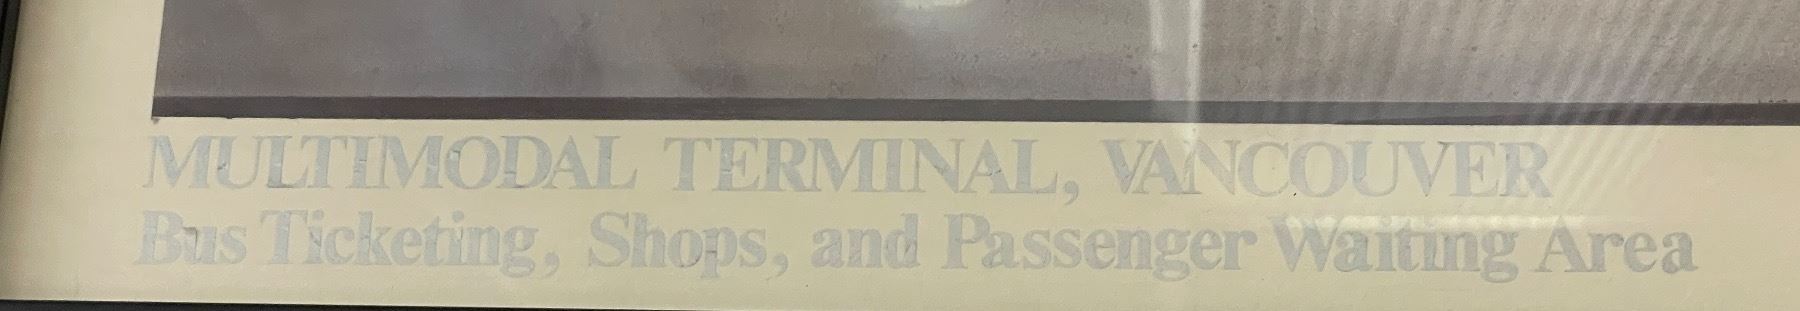 MULTIMODAL TERMINAL, VANCOUVER
Bus Ticketing, Shops, and Passenger Waiting Area